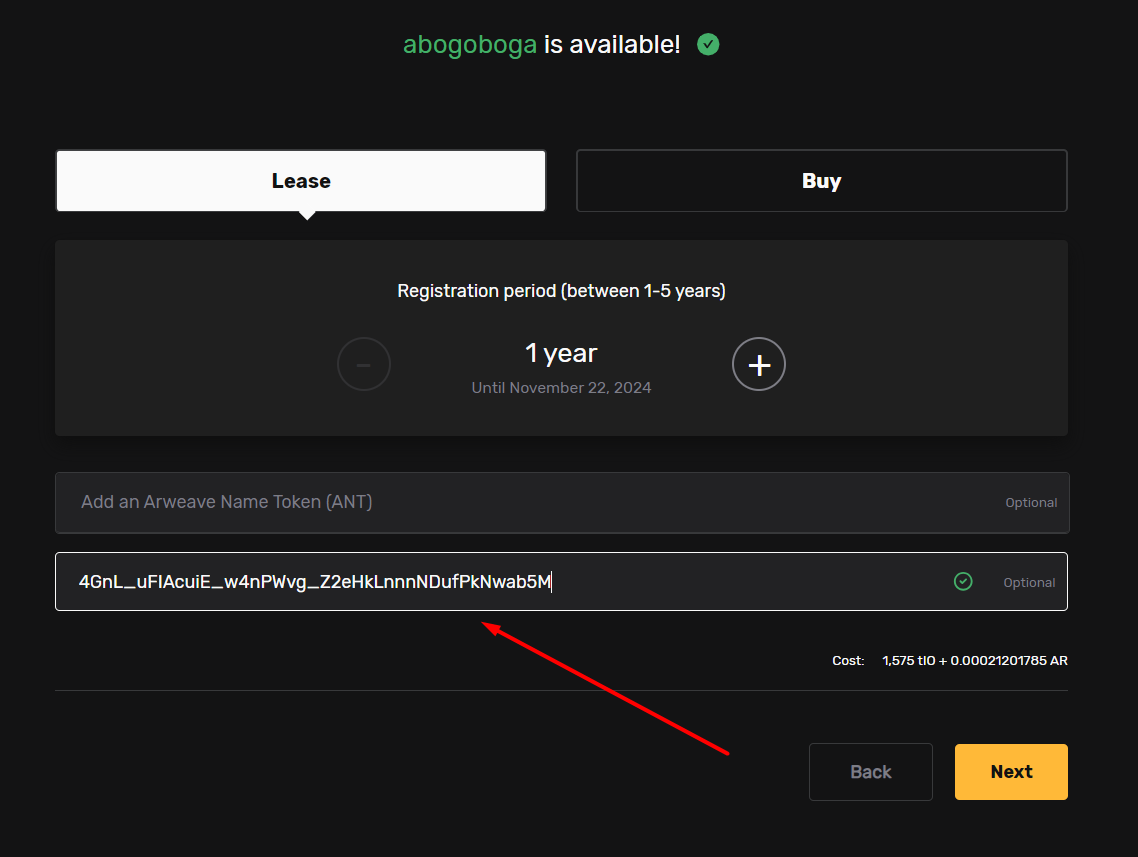 abogoboga is available!
Lease
Buy
Registration period (between 1-5 years)
1 year
Until November 22, 2024
Add an Arweave Name Token (ANT)
Optional
4GnL_uFIAcuiE_w4nPWvg_Z2eHkLnnnNDufPkNwab5M
Optional
Cost: 1,575 tIO + 0.00021201785 AR
Back
Next